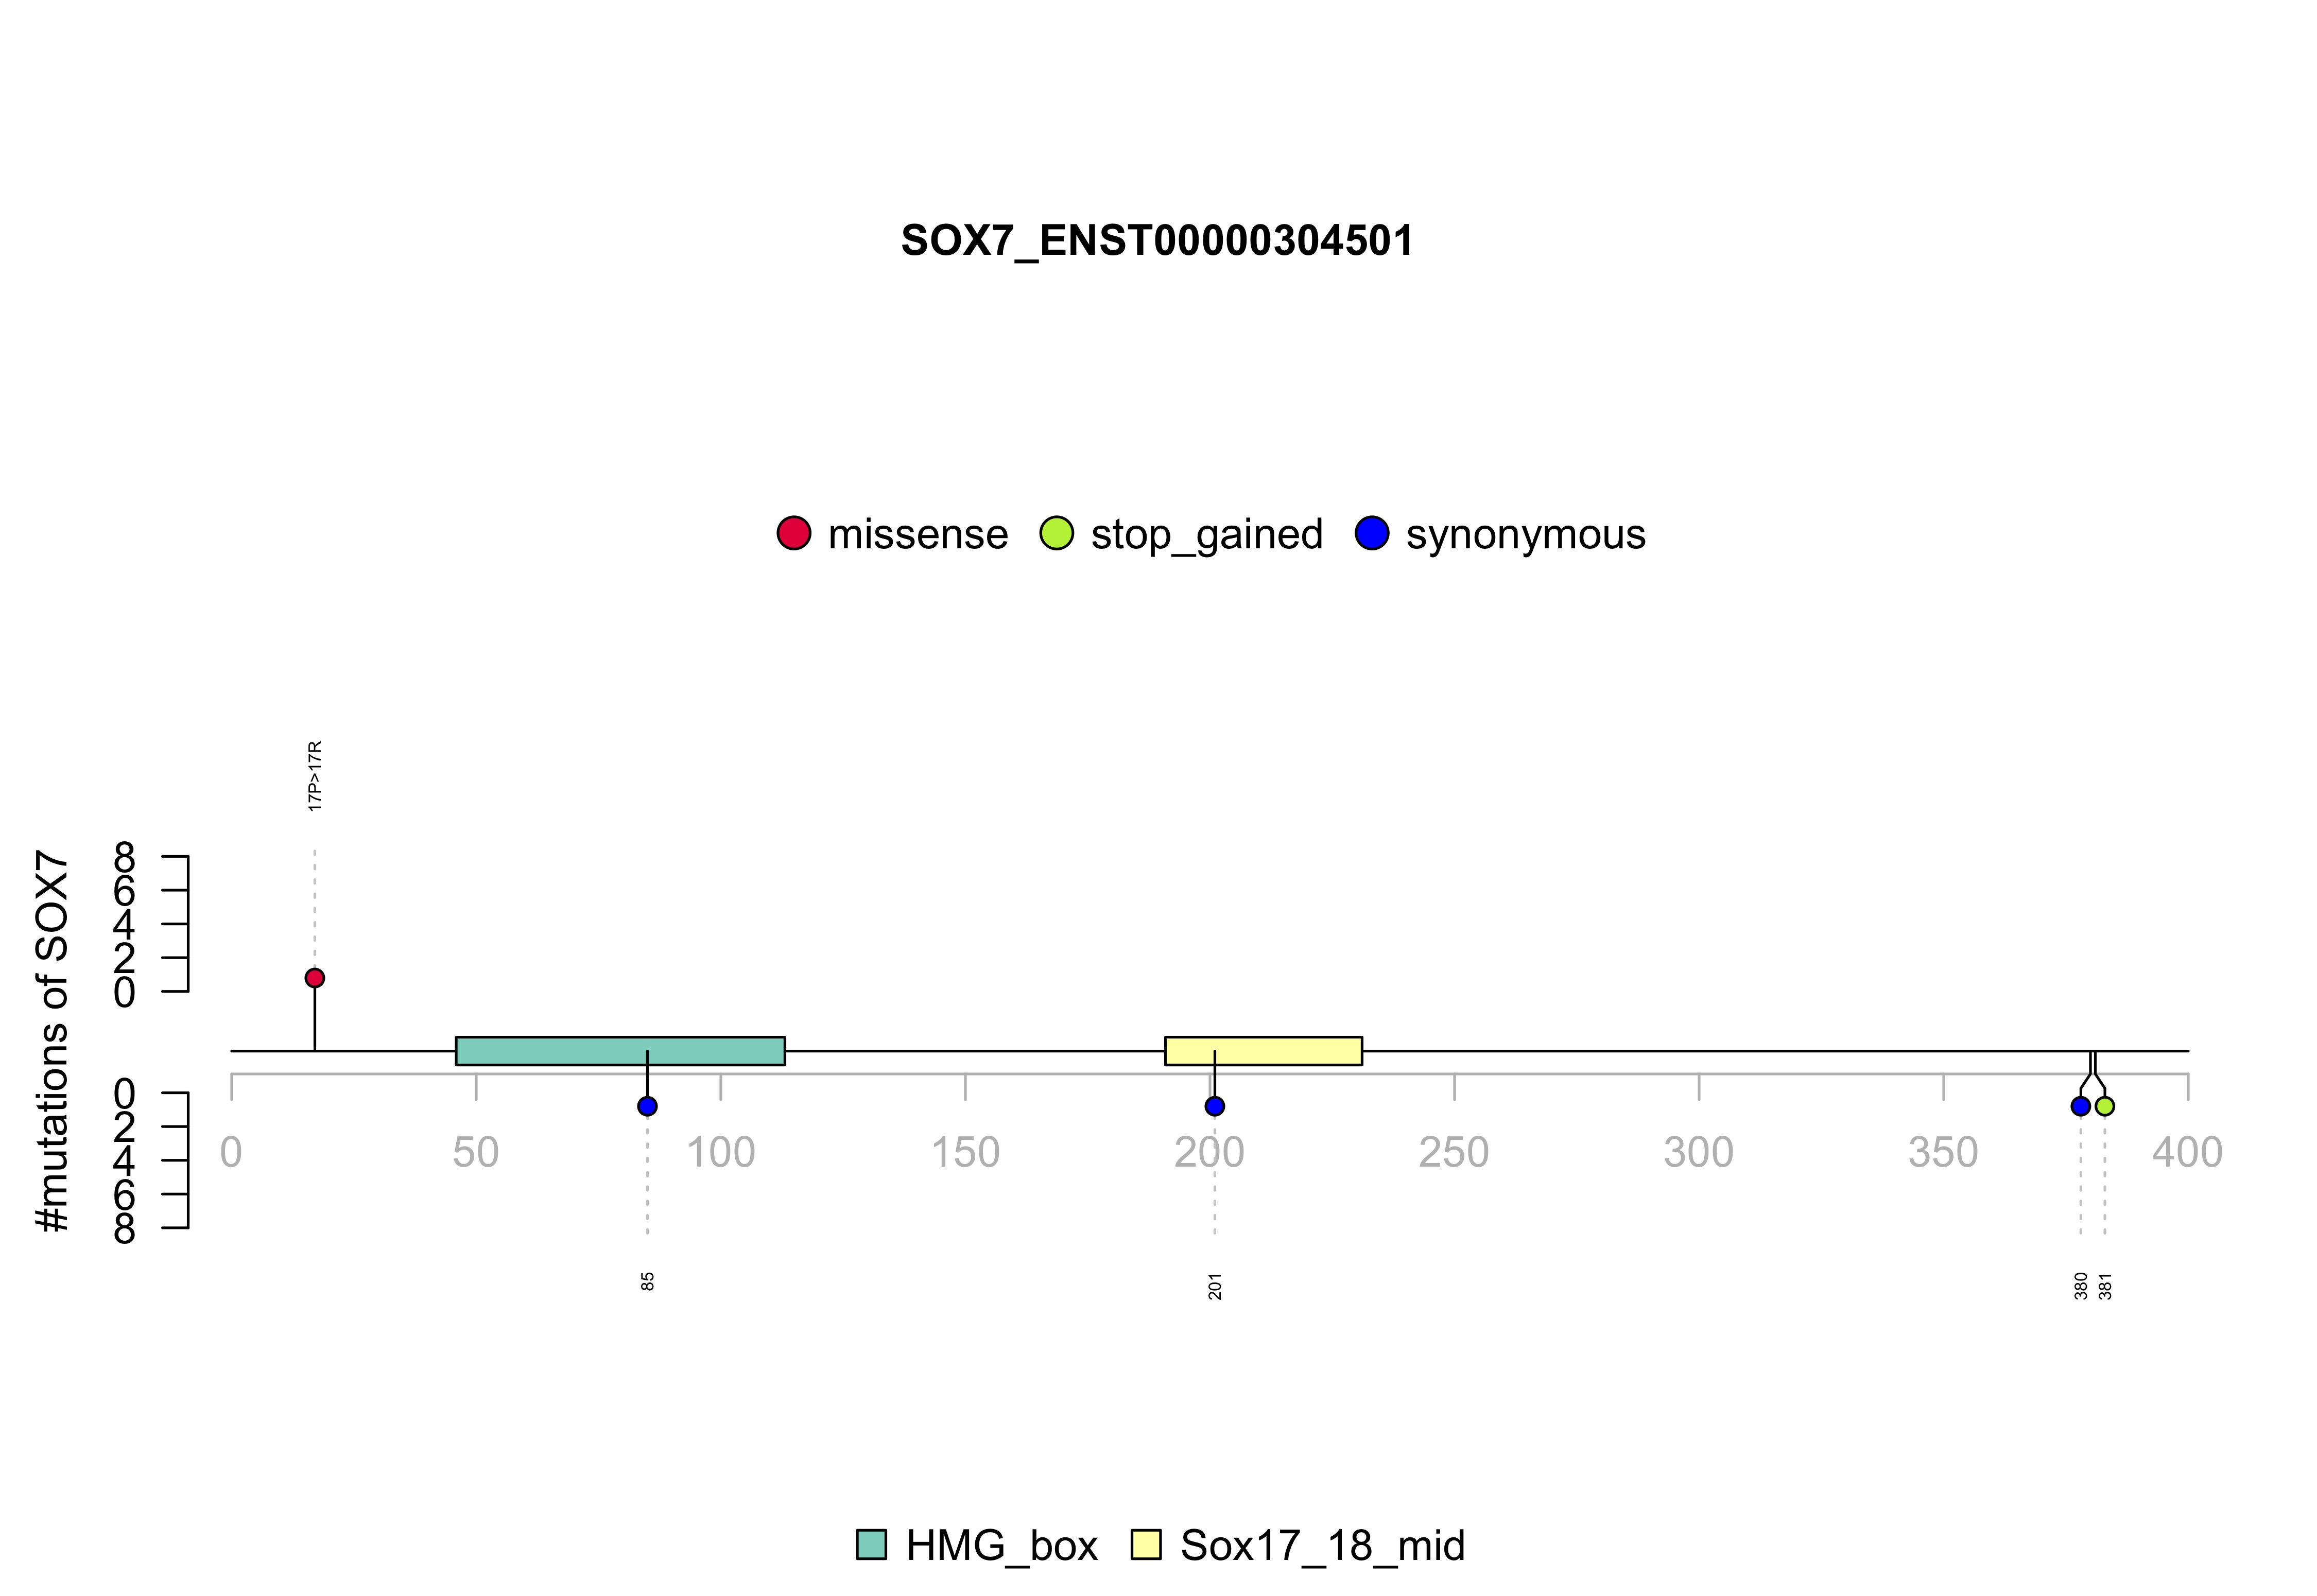 SOX7_ENST00000304501
missense stop_gained synonymous
17P>17R
#mutations of SOX7
8
6
4
2
0
0
2
4
6
8
0 50 100 150 200 250 300 350 400
85 201 380 381
HMG_box Sox17_18_mid